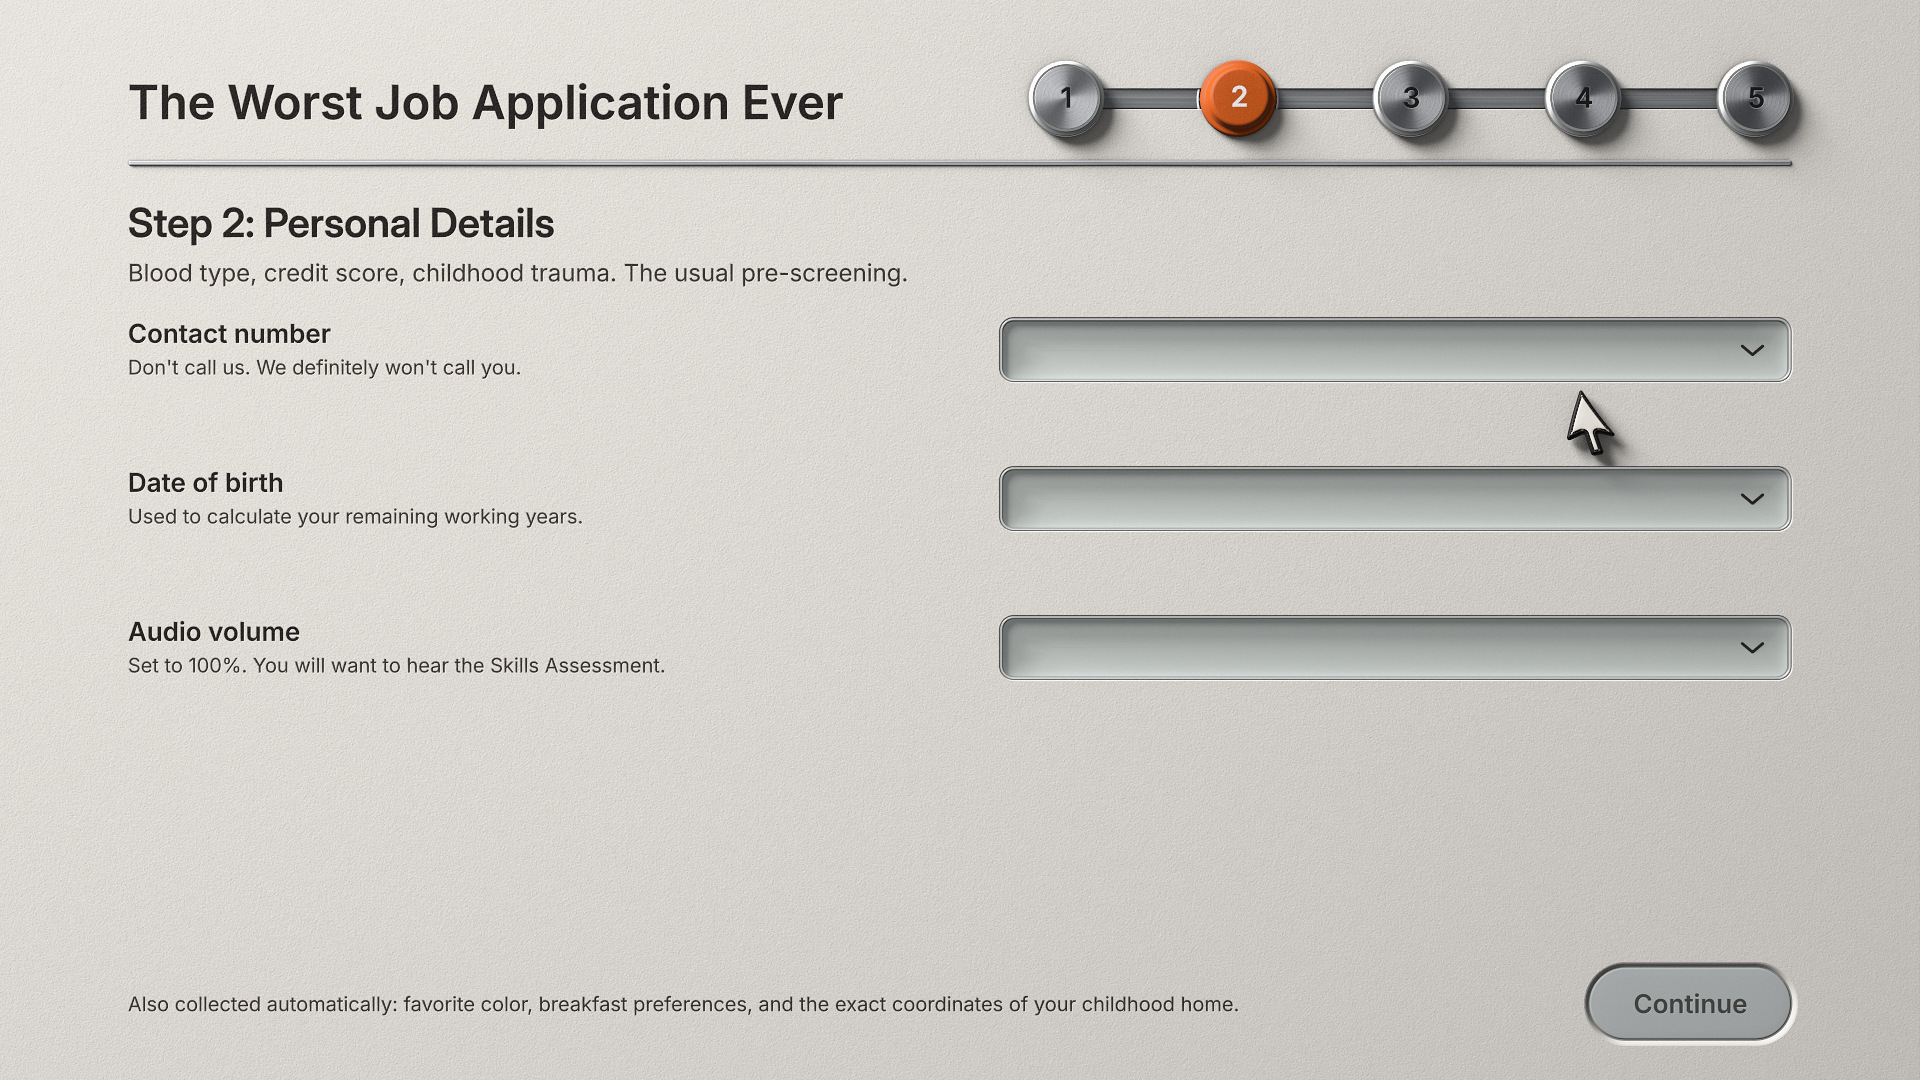 The Worst Job Application Ever
1 2 3 4 5
Step 2: Personal Details
Blood type, credit score, childhood trauma. The usual pre-screening.
Contact number
Don't call us. We definitely won't call you.
Date of birth
Used to calculate your remaining working years.
Audio volume
Set to 100%. You will want to hear the Skills Assessment.
Also collected automatically: favorite color, breakfast preferences, and the exact coordinates of your childhood home.
Continue